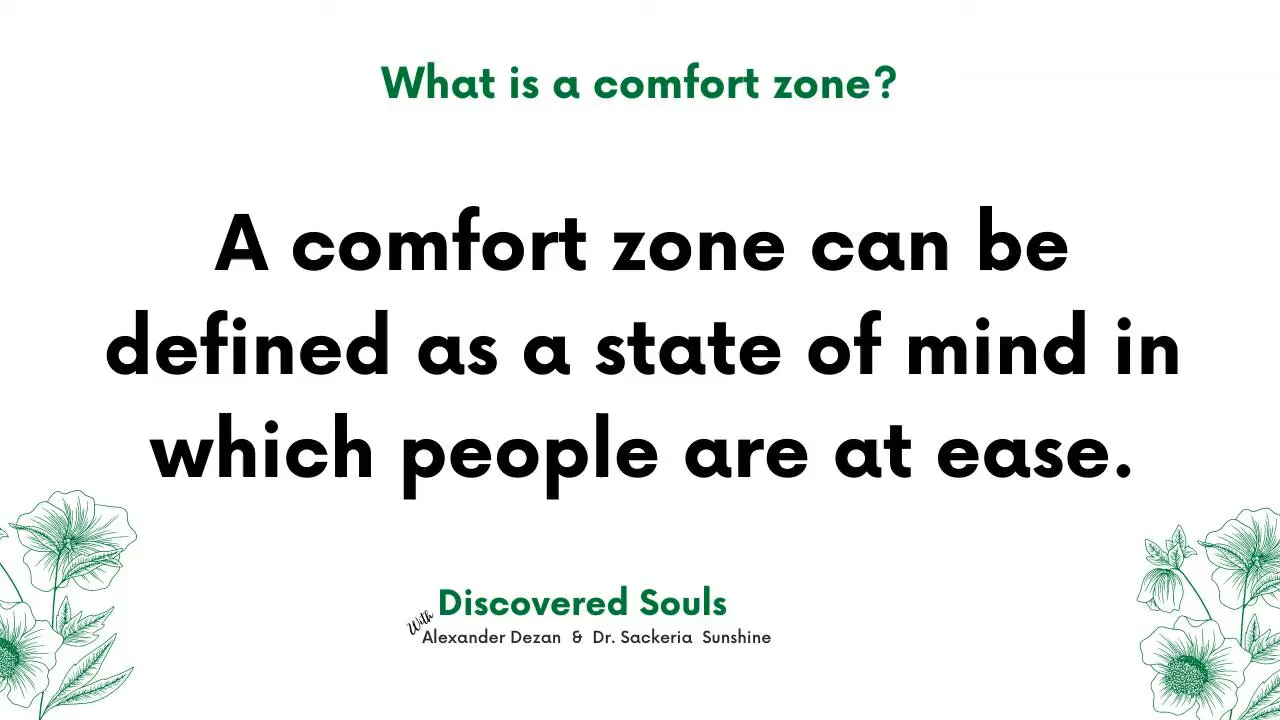 What is a comfort zone?
A comfort zone can be
defined as a state of mind in
which people are at ease.
Discovered Souls
With
Alexander Dezan & Dr. Sackeria Sunshine